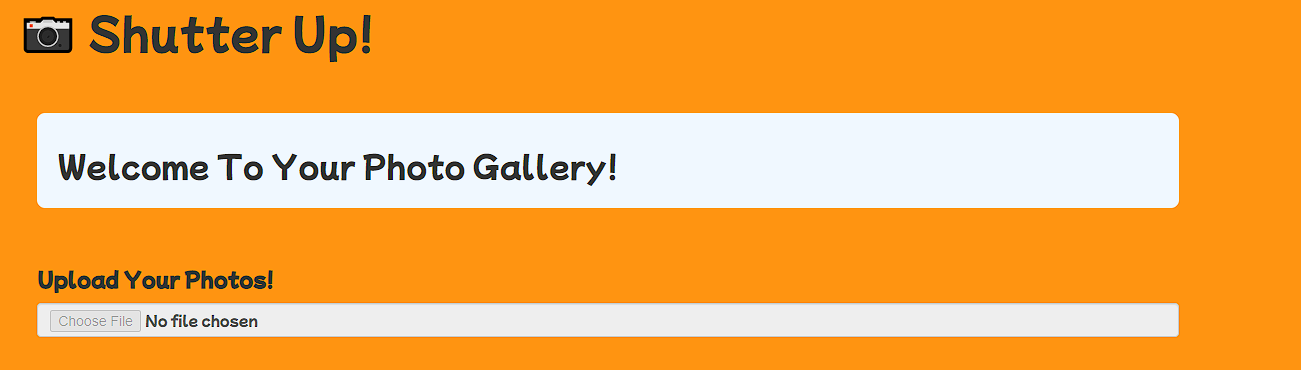 Shutter Up!
Welcome To Your Photo Gallery!
Upload Your Photos!
Choose File No file chosen